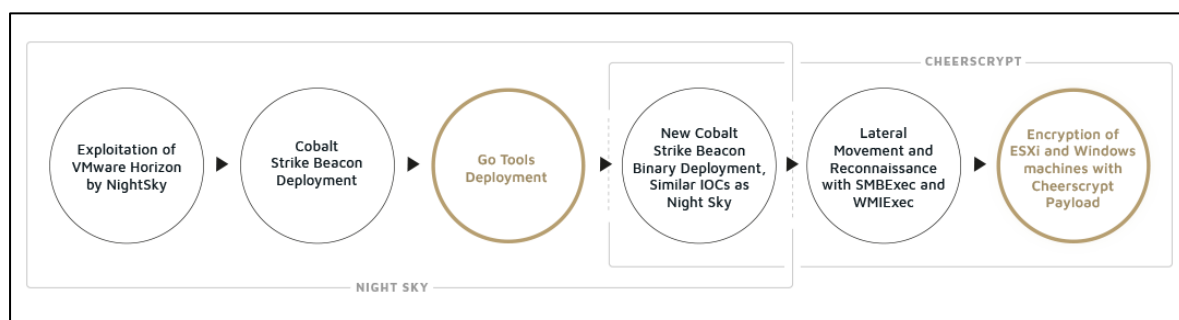 CHEERSCRYPT
Exploitation of
VMware Horizon
by NightSky
Cobalt
Strike Beacon
Deployment
Go Tools
Deployment
New Cobalt
Strike Beacon
Binary Deployment,
Similar IOCs as
Night Sky
Lateral
Movement and
Reconnaissance
with SMBExec and
WMIExec
Encryption of
ESXi and Windows
machines with
Cheerscrypt
Payload
NIGHT SKY